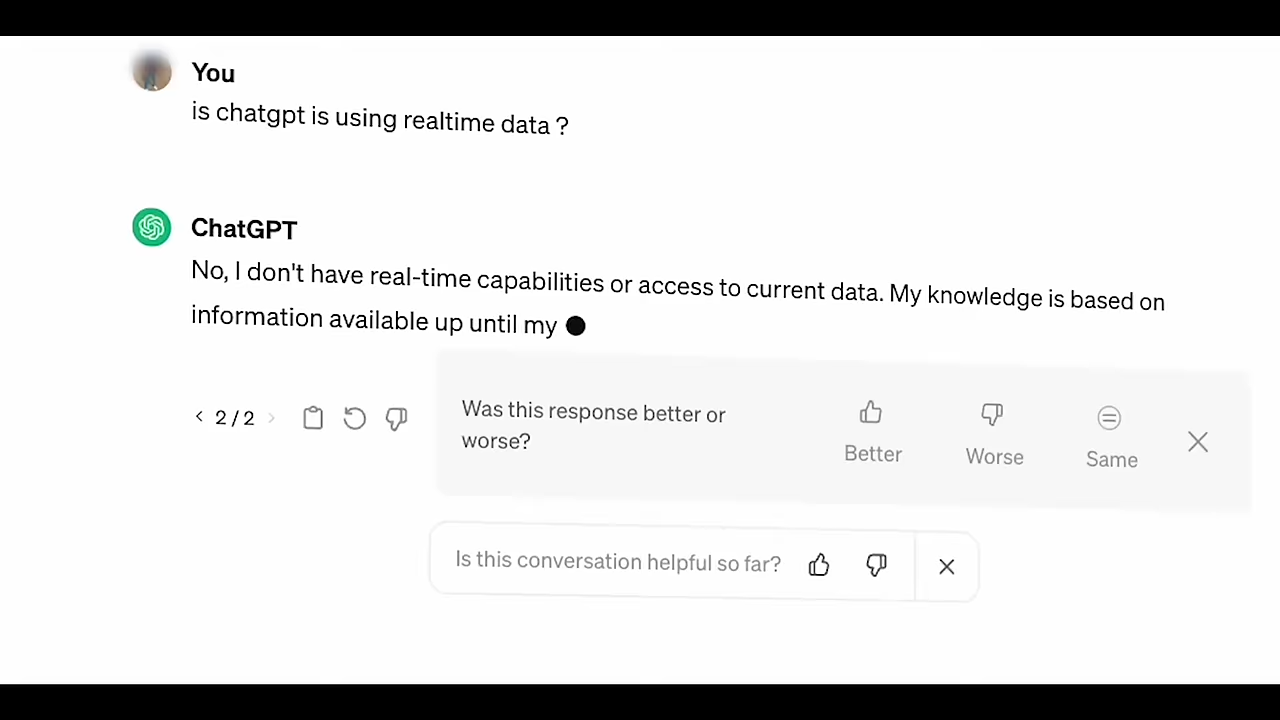 You
is chatgpt is using realtime data ?
ChatGPT
No, I don't have real-time capabilities or access to current data. My knowledge is based on
information available up until my
2 / 2
Was this response better or
worse?
Better
Worse
Same
Is this conversation helpful so far?